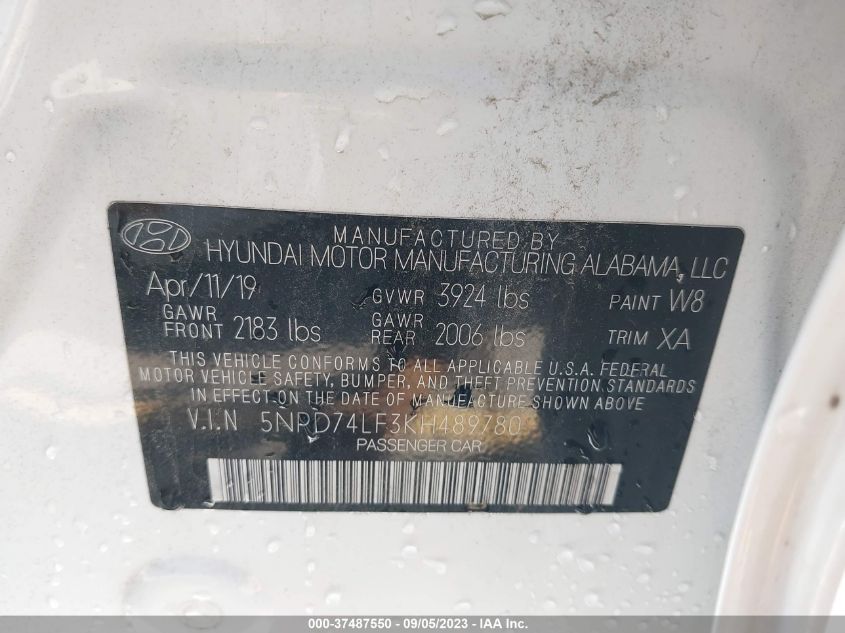 MANUFACTURED BY
HYUNDAI MOTOR MANUFACTURING ALABAMA, LLC
Apr/11/19 GVWR 3924 lbs PAINT W8
GAWR FRONT 2183 lbs GAWR REAR 2006 lbs TRIM XA
THIS VEHICLE CONFORMS TO ALL APPLICABLE U.S.A. FEDERAL
MOTOR VEHICLE SAFETY, BUMPER, AND THEFT PREVENTION STANDARDS
IN EFFECT ON THE DATE OF MANUFACTURE SHOWN ABOVE.
V.I.N 5NPD74LF3KH489780
PASSENGER CAR
000-37487550 - 09/05/2023 - IAA Inc.